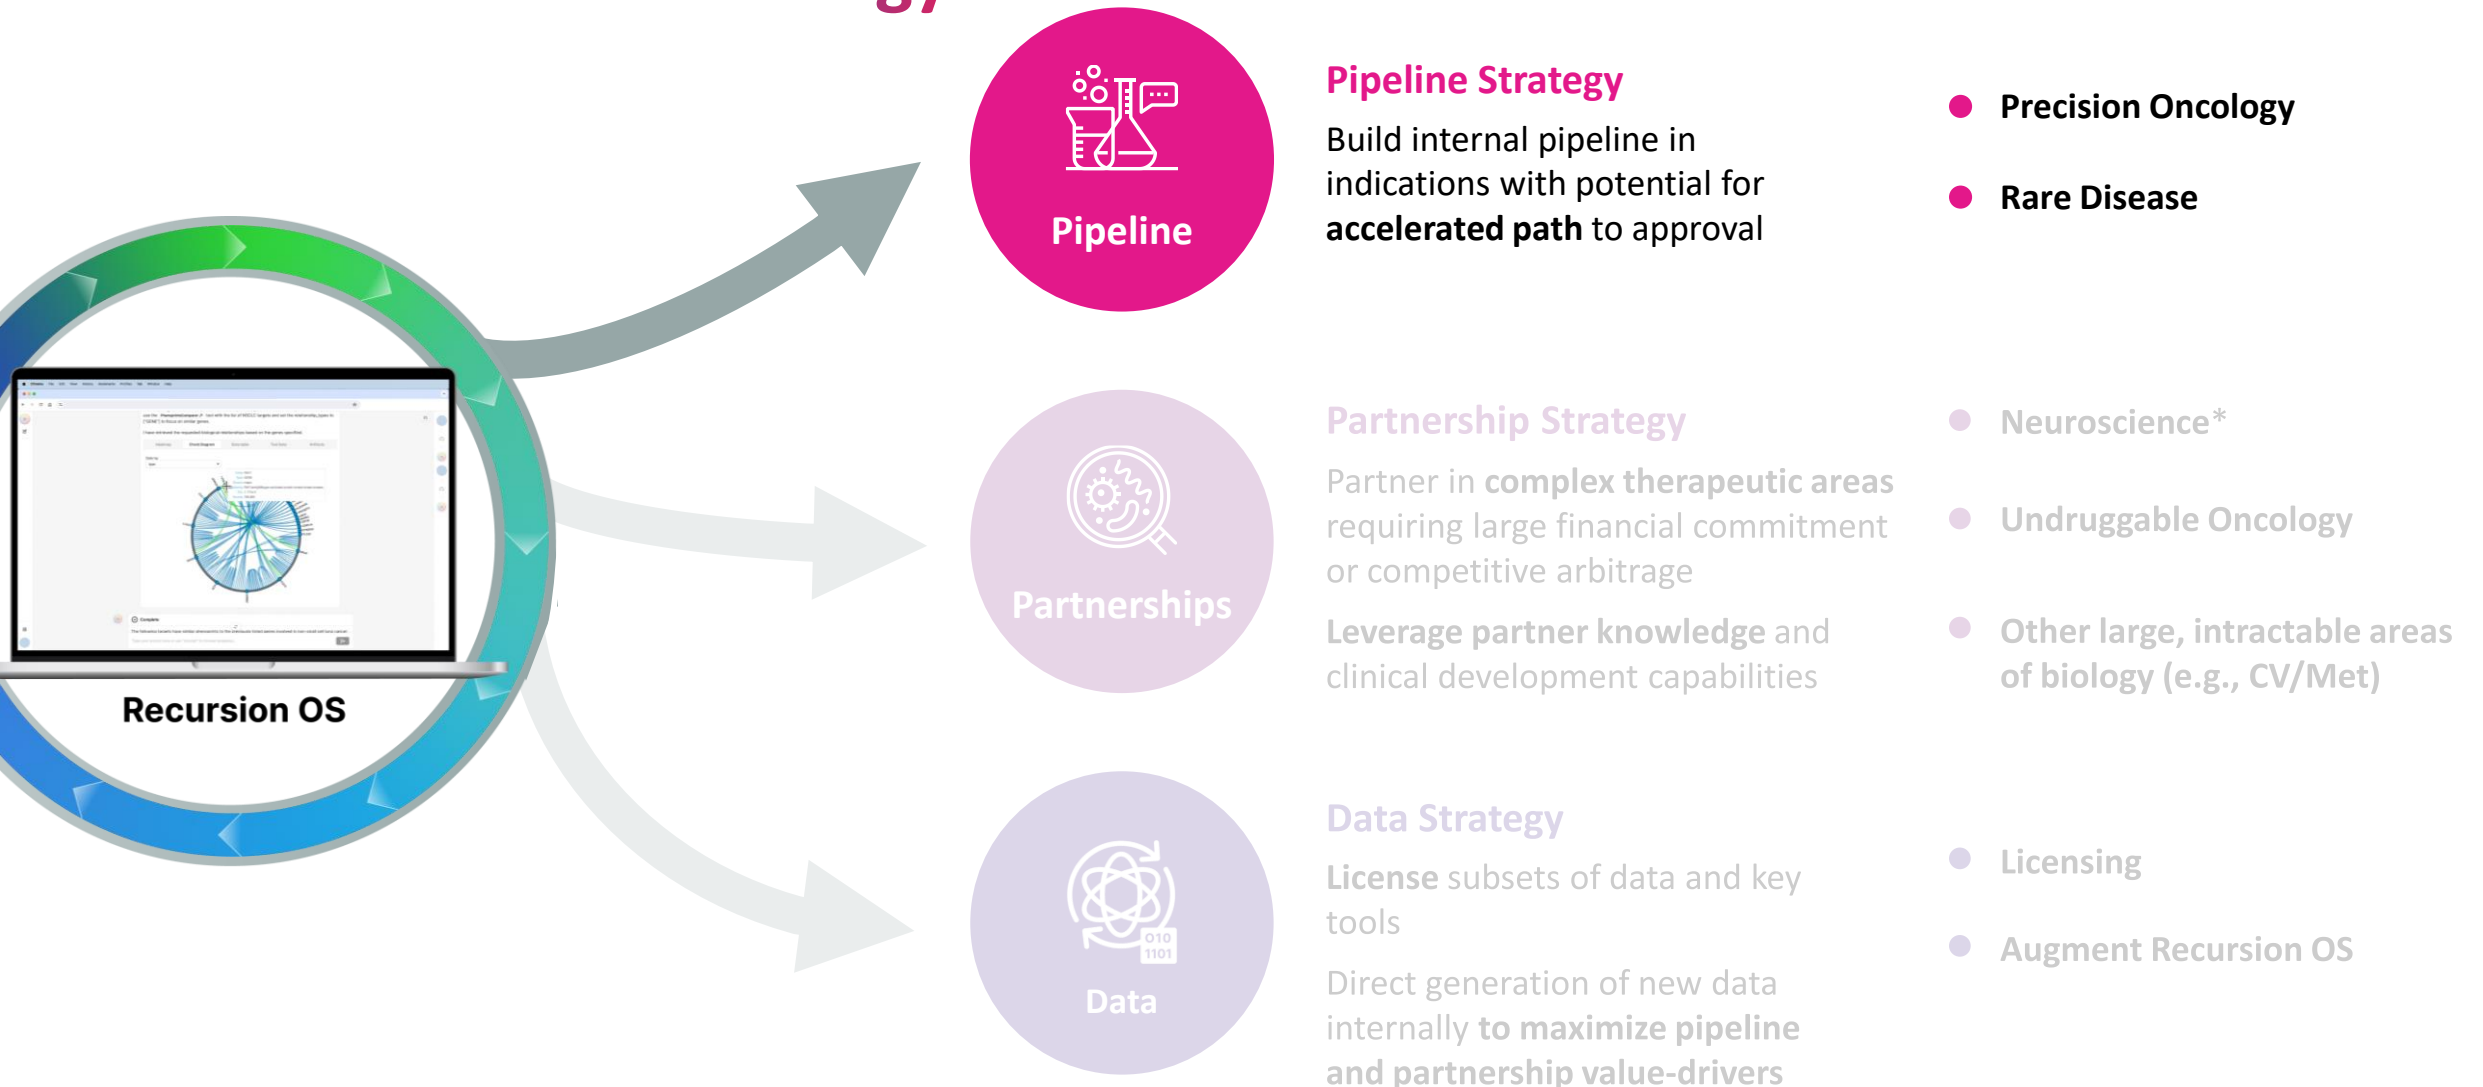 gy
Pipeline
Pipeline Strategy
Build internal pipeline in
indications with potential for
accelerated path to approval
Precision Oncology
Rare Disease
Recursion OS
Partnerships
Partnership Strategy
Partner in complex therapeutic areas
requiring large financial commitment
or competitive arbitrage
Leverage partner knowledge and
clinical development capabilities
Neuroscience*
Undruggable Oncology
Other large, intractable areas
of biology (e.g., CV/Met)
010
1101
Data
Data Strategy
License subsets of data and key
tools
Direct generation of new data
internally to maximize pipeline
and partnership value-drivers
Licensing
Augment Recursion OS